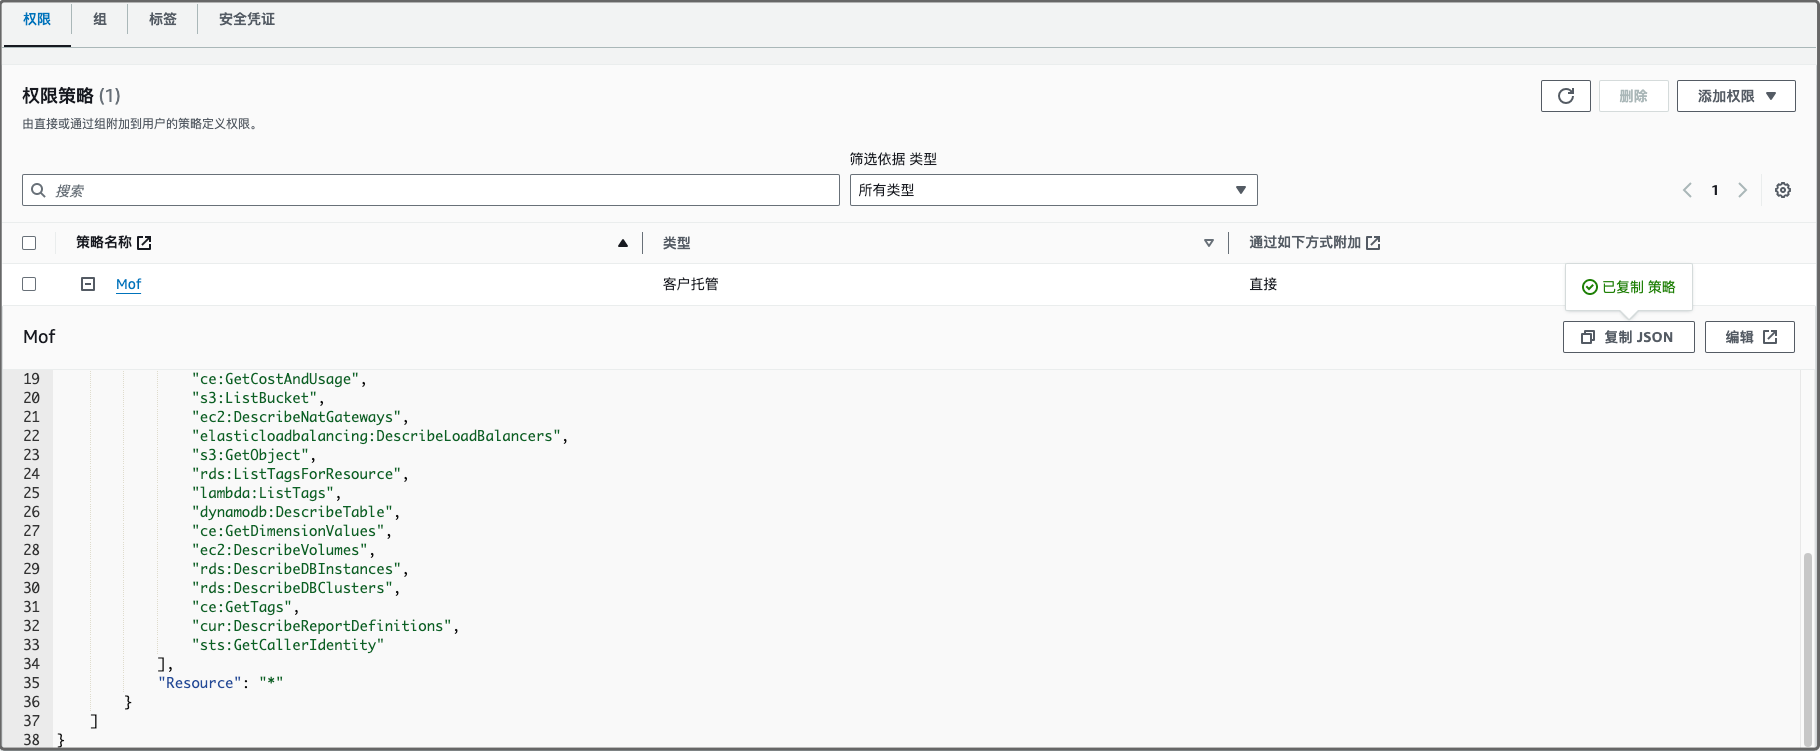 权限 组 标签 安全凭证
权限策略 (1)
删除 添加权限
由直接或通过组附加到用户的策略定义权限。
筛选依据 类型
搜索 所有类型 1
策略名称 类型 通过如下方式附加
Mof 客户托管 直接
已复制 策略
Mof 复制 JSON 编辑
19 "ce:GetCostAndUsage",
20 "s3:ListBucket",
21 "ec2:DescribeNatGateways",
22 "elasticloadbalancing:DescribeLoadBalancers",
23 "s3:GetObject",
24 "rds:ListTagsForResource",
25 "lambda:ListTags",
26 "dynamodb:DescribeTable",
27 "ce:GetDimensionValues",
28 "ec2:DescribeVolumes",
29 "rds:DescribeDBInstances",
30 "rds:DescribeDBClusters",
31 "ce:GetTags",
32 "cur:DescribeReportDefinitions",
33 "sts:GetCallerIdentity"
34 ],
35 "Resource": "*"
36 }
37 ]
38 }